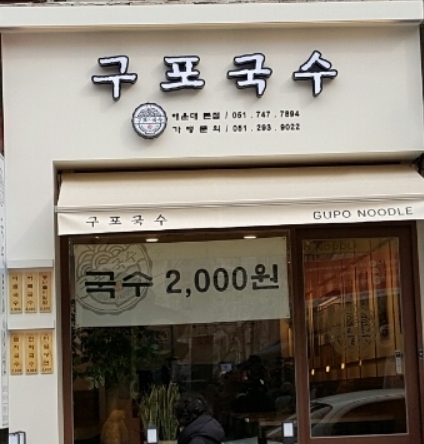 구포국수
해운대 본점 / 051 . 747 . 7894
가 맹 문 의 / 051 . 293 . 9022
구포국수
GUPO NOODLE
국수 2,000원